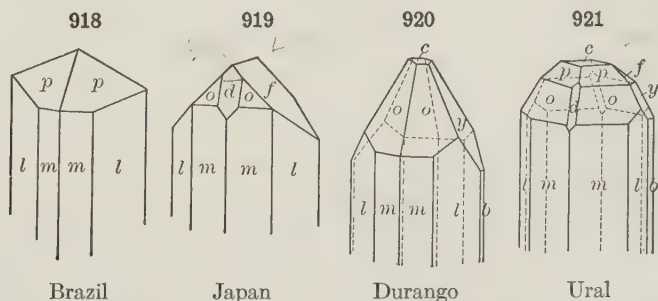 918 919 920 921
p p
l m m l
o d o f
l m m l
c
o o y
l m m l b
c
p p f y
o d o
l m m l b
Brazil Japan Durango Ural